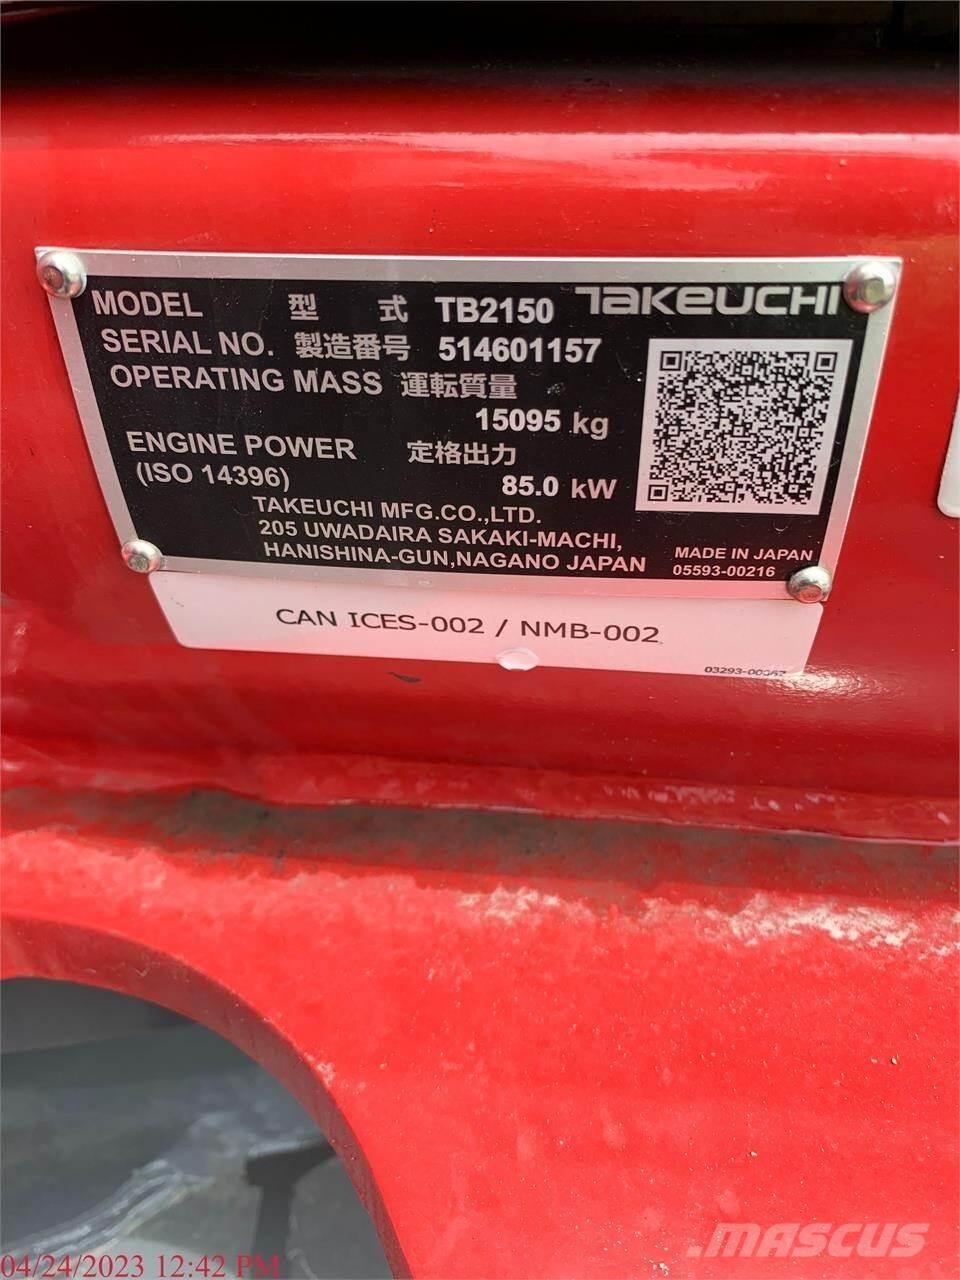 MODEL 型 式 TB2150 TAKEUCHI
SERIAL NO. 製造番号 514601157
OPERATING MASS 運転質量
15095 kg
ENGINE POWER 定格出力
(ISO 14396) 85.0 kW
TAKEUCHI MFG.CO.,LTD.
205 UWADAIRA SAKAKI-MACHI,
HANISHINA-GUN,NAGANO JAPAN
MADE IN JAPAN
05593-00216
CAN ICES-002 / NMB-002
04/24/2023 12:42 PM
MASCUS